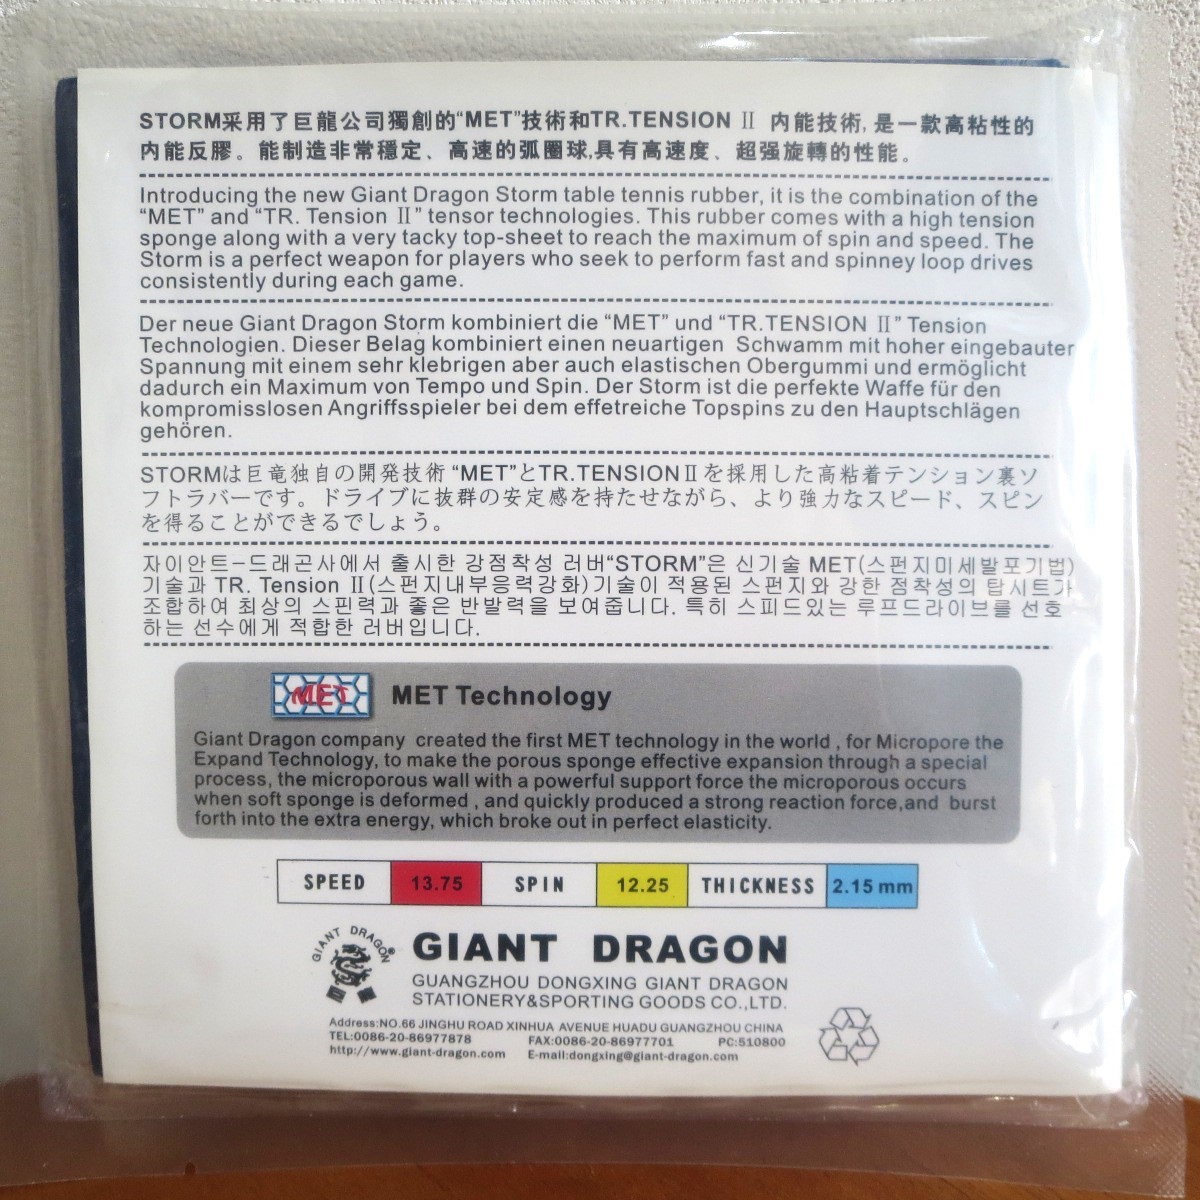 STORM采用了巨龍公司獨創的“MET”技術和TR.TENSION Ⅱ 内能技術, 是一款高粘性的
内能反膠。能制造非常穩定、高速的弧圈球,具有高速度、超强旋轉的性能。
Introducing the new Giant Dragon Storm table tennis rubber, it is the combination of the
“MET” and “TR. Tension Ⅱ” tensor technologies. This rubber comes with a high tension
sponge along with a very tacky top-sheet to reach the maximum of spin and speed. The
Storm is a perfect weapon for players who seek to perform fast and spinney loop drives
consistently during each game.
Der neue Giant Dragon Storm kombiniert die “MET” und “TR.TENSION Ⅱ” Tension
Technologien. Dieser Belag kombiniert einen neuartigen Schwamm mit hoher eingebauter
Spannung mit einem sehr klebrigen aber auch elastischen Obergummi und ermöglicht
dadurch ein Maximum von Tempo und Spin. Der Storm ist die perfekte Waffe für den
kompromisslosen Angriffsspieler bei dem effetreiche Topspins zu den Hauptschlägen
gehören.
STORMは巨竜独自の開発技術 “MET”とTR.TENSIONⅡを採用した高粘着テンション裏ソ
フトラバーです。ドライブに抜群の安定感を持たせながら、より強力なスピード、スピン
を得ることができるでしょう。
자이안트-드래곤사에서 출시한 강점착성 러버“STORM”은 신기술 MET(스펀지미세발포기법)
기술과 TR. Tension Ⅱ(스펀지내부응력강화)기술이 적용된 스펀지와 강한 점착성의 탑시트가
조합하여 최상의 스핀력과 좋은 반발력을 보여줍니다. 특히 스피드있는 루프드라이브를 선호
하는 선수에게 적합한 러버입니다.
MET MET Technology
Giant Dragon company created the first MET technology in the world , for Micropore the
Expand Technology, to make the porous sponge effective expansion through a special
process, the microporous wall with a powerful support force the microporous occurs
when soft sponge is deformed , and quickly produced a strong reaction force,and burst
forth into the extra energy, which broke out in perfect elasticity.
SPEED 13.75 SPIN 12.25 THICKNESS 2.15 mm
GIANT DRAGON®
巨龍
GIANT DRAGON
GUANGZHOU DONGXING GIANT DRAGON
STATIONERY&SPORTING GOODS CO.,LTD.
Address:NO.66 JINGHU ROAD XINHUA AVENUE HUADU GUANGZHOU CHINA
TEL:0086-20-86977878 FAX:0086-20-86977701 PC:510800
http://www.giant-dragon.com E-mail:dongxing@giant-dragon.com